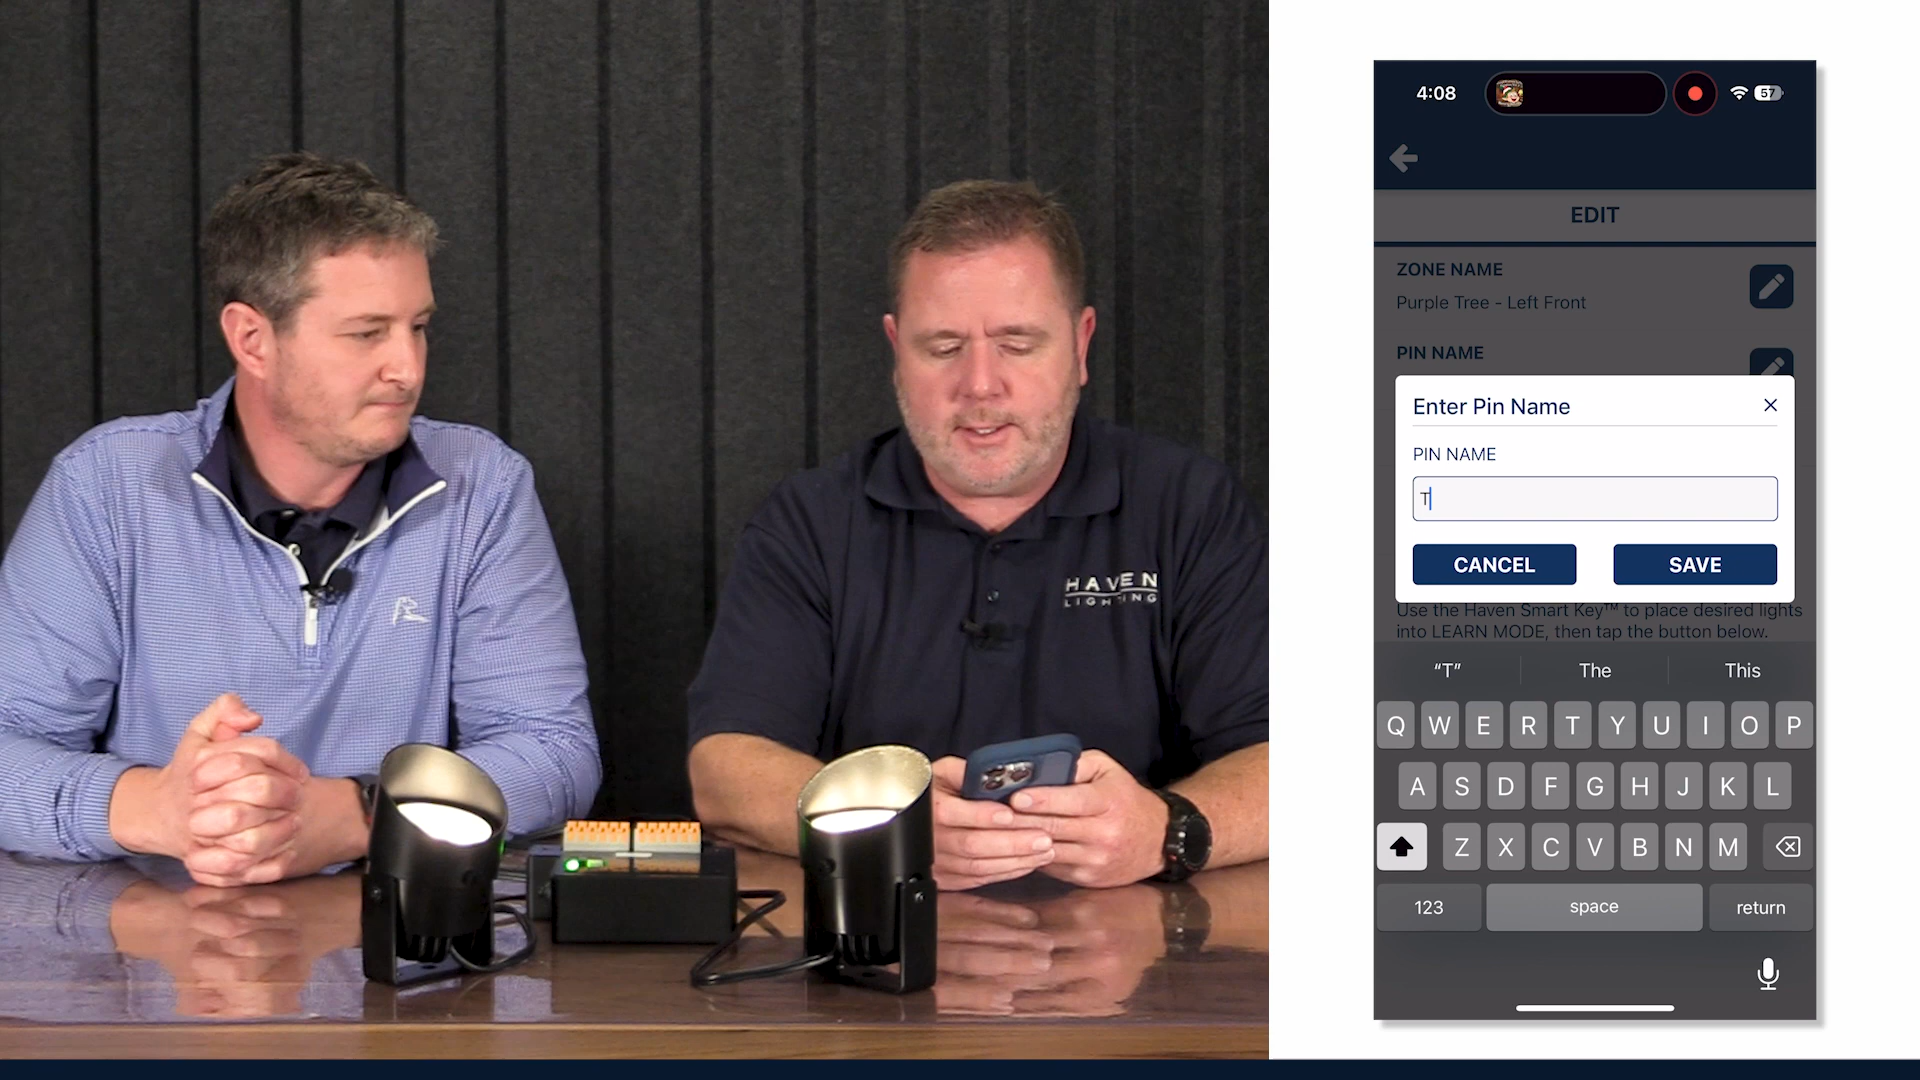 HAVEN
LIGHTING
4:08
57
EDIT
ZONE NAME
Purple Tree - Left Front
PIN NAME
Enter Pin Name
PIN NAME
T
CANCEL
SAVE
Use the Haven Smart Key™ to place desired lights
into LEARN MODE, then tap the button below.
“T”
The
This
Q W E R T Y U I O P
A S D F G H J K L
Z X C V B N M
123
space
return